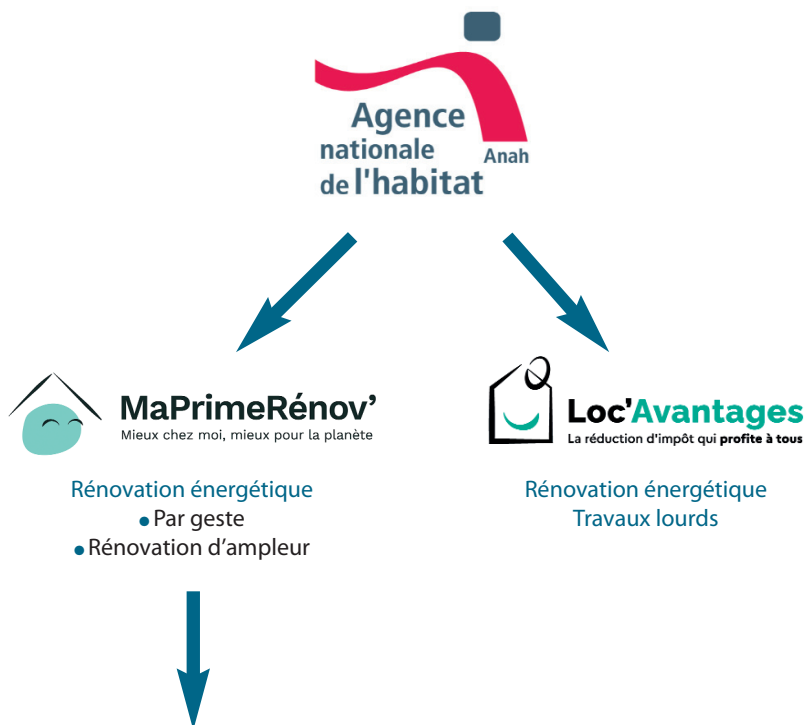 Agence
nationale
de l'habitat
Anah
MaPrimeRénov'
Mieux chez moi, mieux pour la planète
Rénovation énergétique
• Par geste
• Rénovation d'ampleur
Loc'Avantages
La réduction d'impôt qui profite à tous
Rénovation énergétique
Travaux lourds